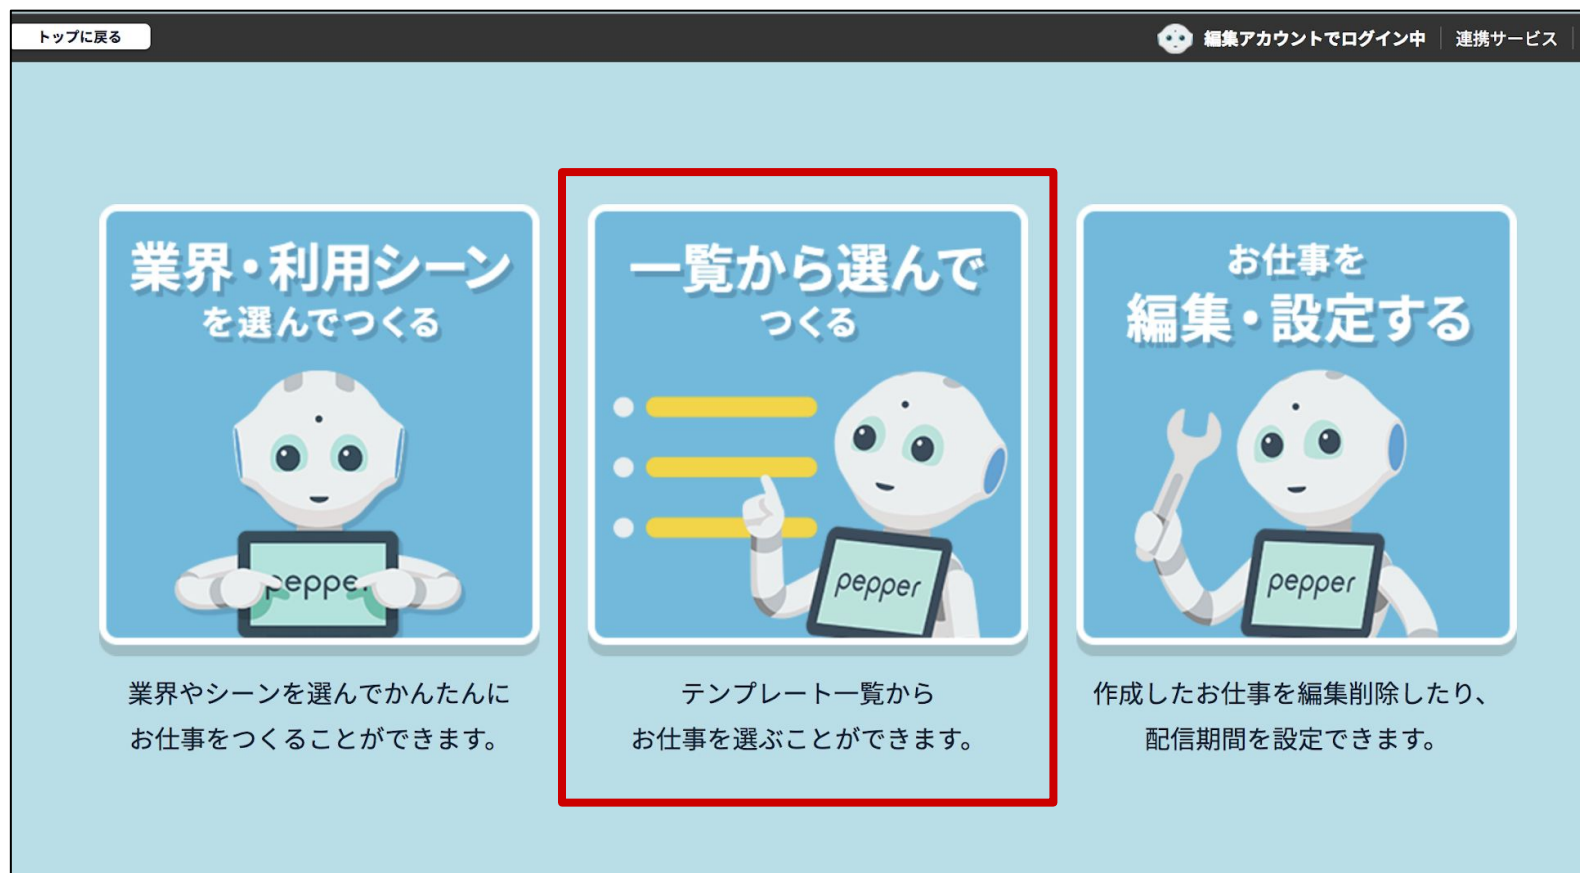 トップに戻る
編集アカウントでログイン中
連携サービス
業界・利用シーン
を選んでつくる
pepper
業界やシーンを選んでかんたんに
お仕事をつくることができます。
一覧から選んで
つくる
pepper
テンプレート一覧から
お仕事を選ぶことができます。
お仕事を
編集・設定する
pepper
作成したお仕事を編集削除したり、
配信期間を設定できます。